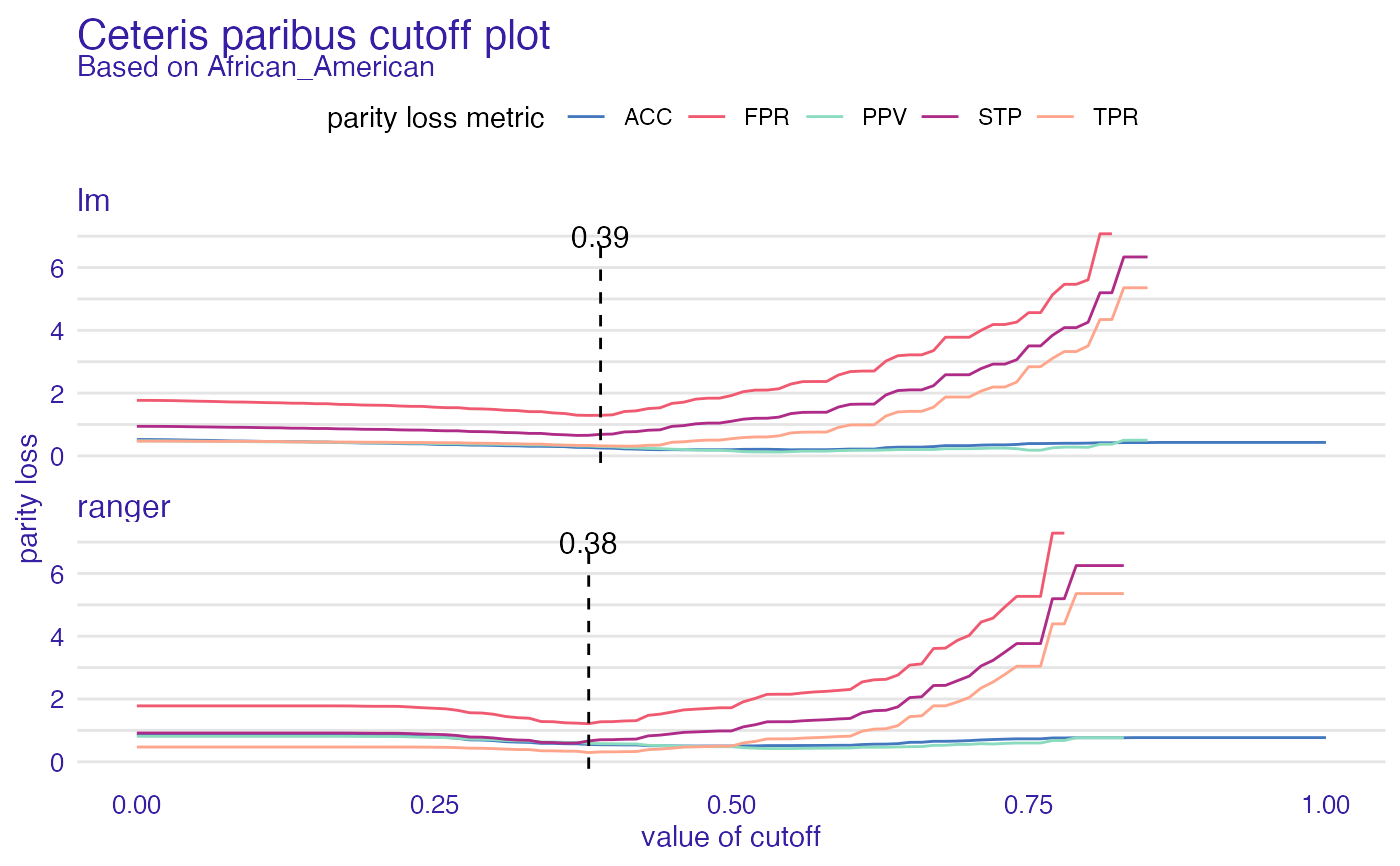 Ceteris paribus cutoff plot
Based on African_American
parity loss metric ACC FPR PPV STP TPR
lm
0.39
6
4
2
0
parity loss
ranger
0.38
6
4
2
0
0.00 0.25 0.50 0.75 1.00
value of cutoff